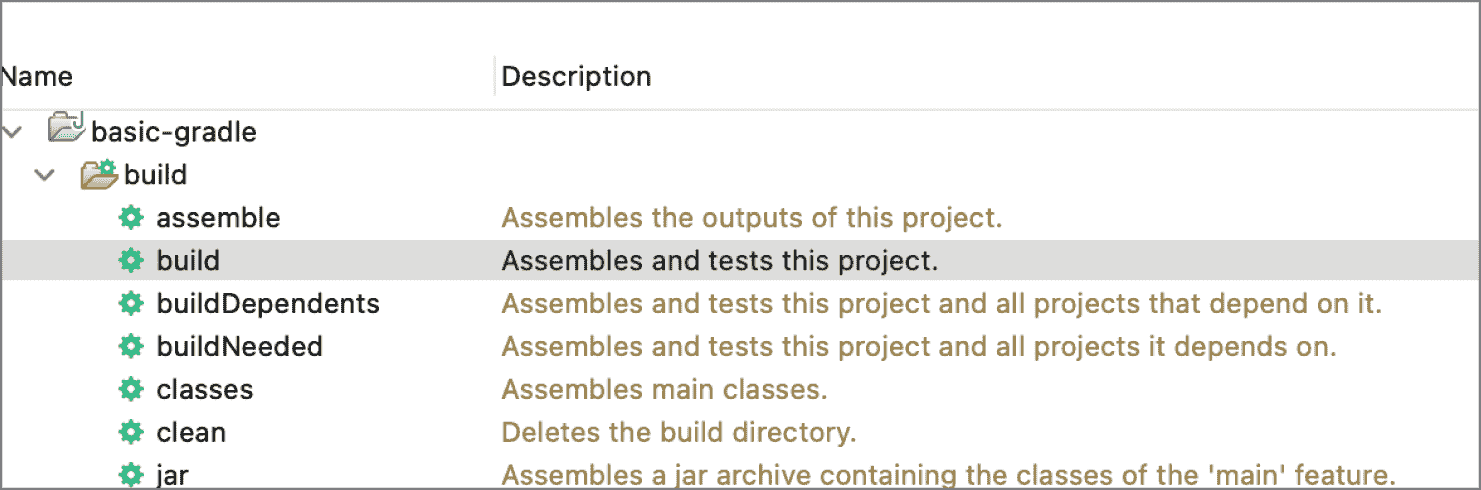 Name Description
basic-gradle
build
assemble Assembles the outputs of this project.
build Assembles and tests this project.
buildDependents Assembles and tests this project and all projects that depend on it.
buildNeeded Assembles and tests this project and all projects it depends on.
classes Assembles main classes.
clean Deletes the build directory.
jar Assembles a jar archive containing the classes of the 'main' feature.